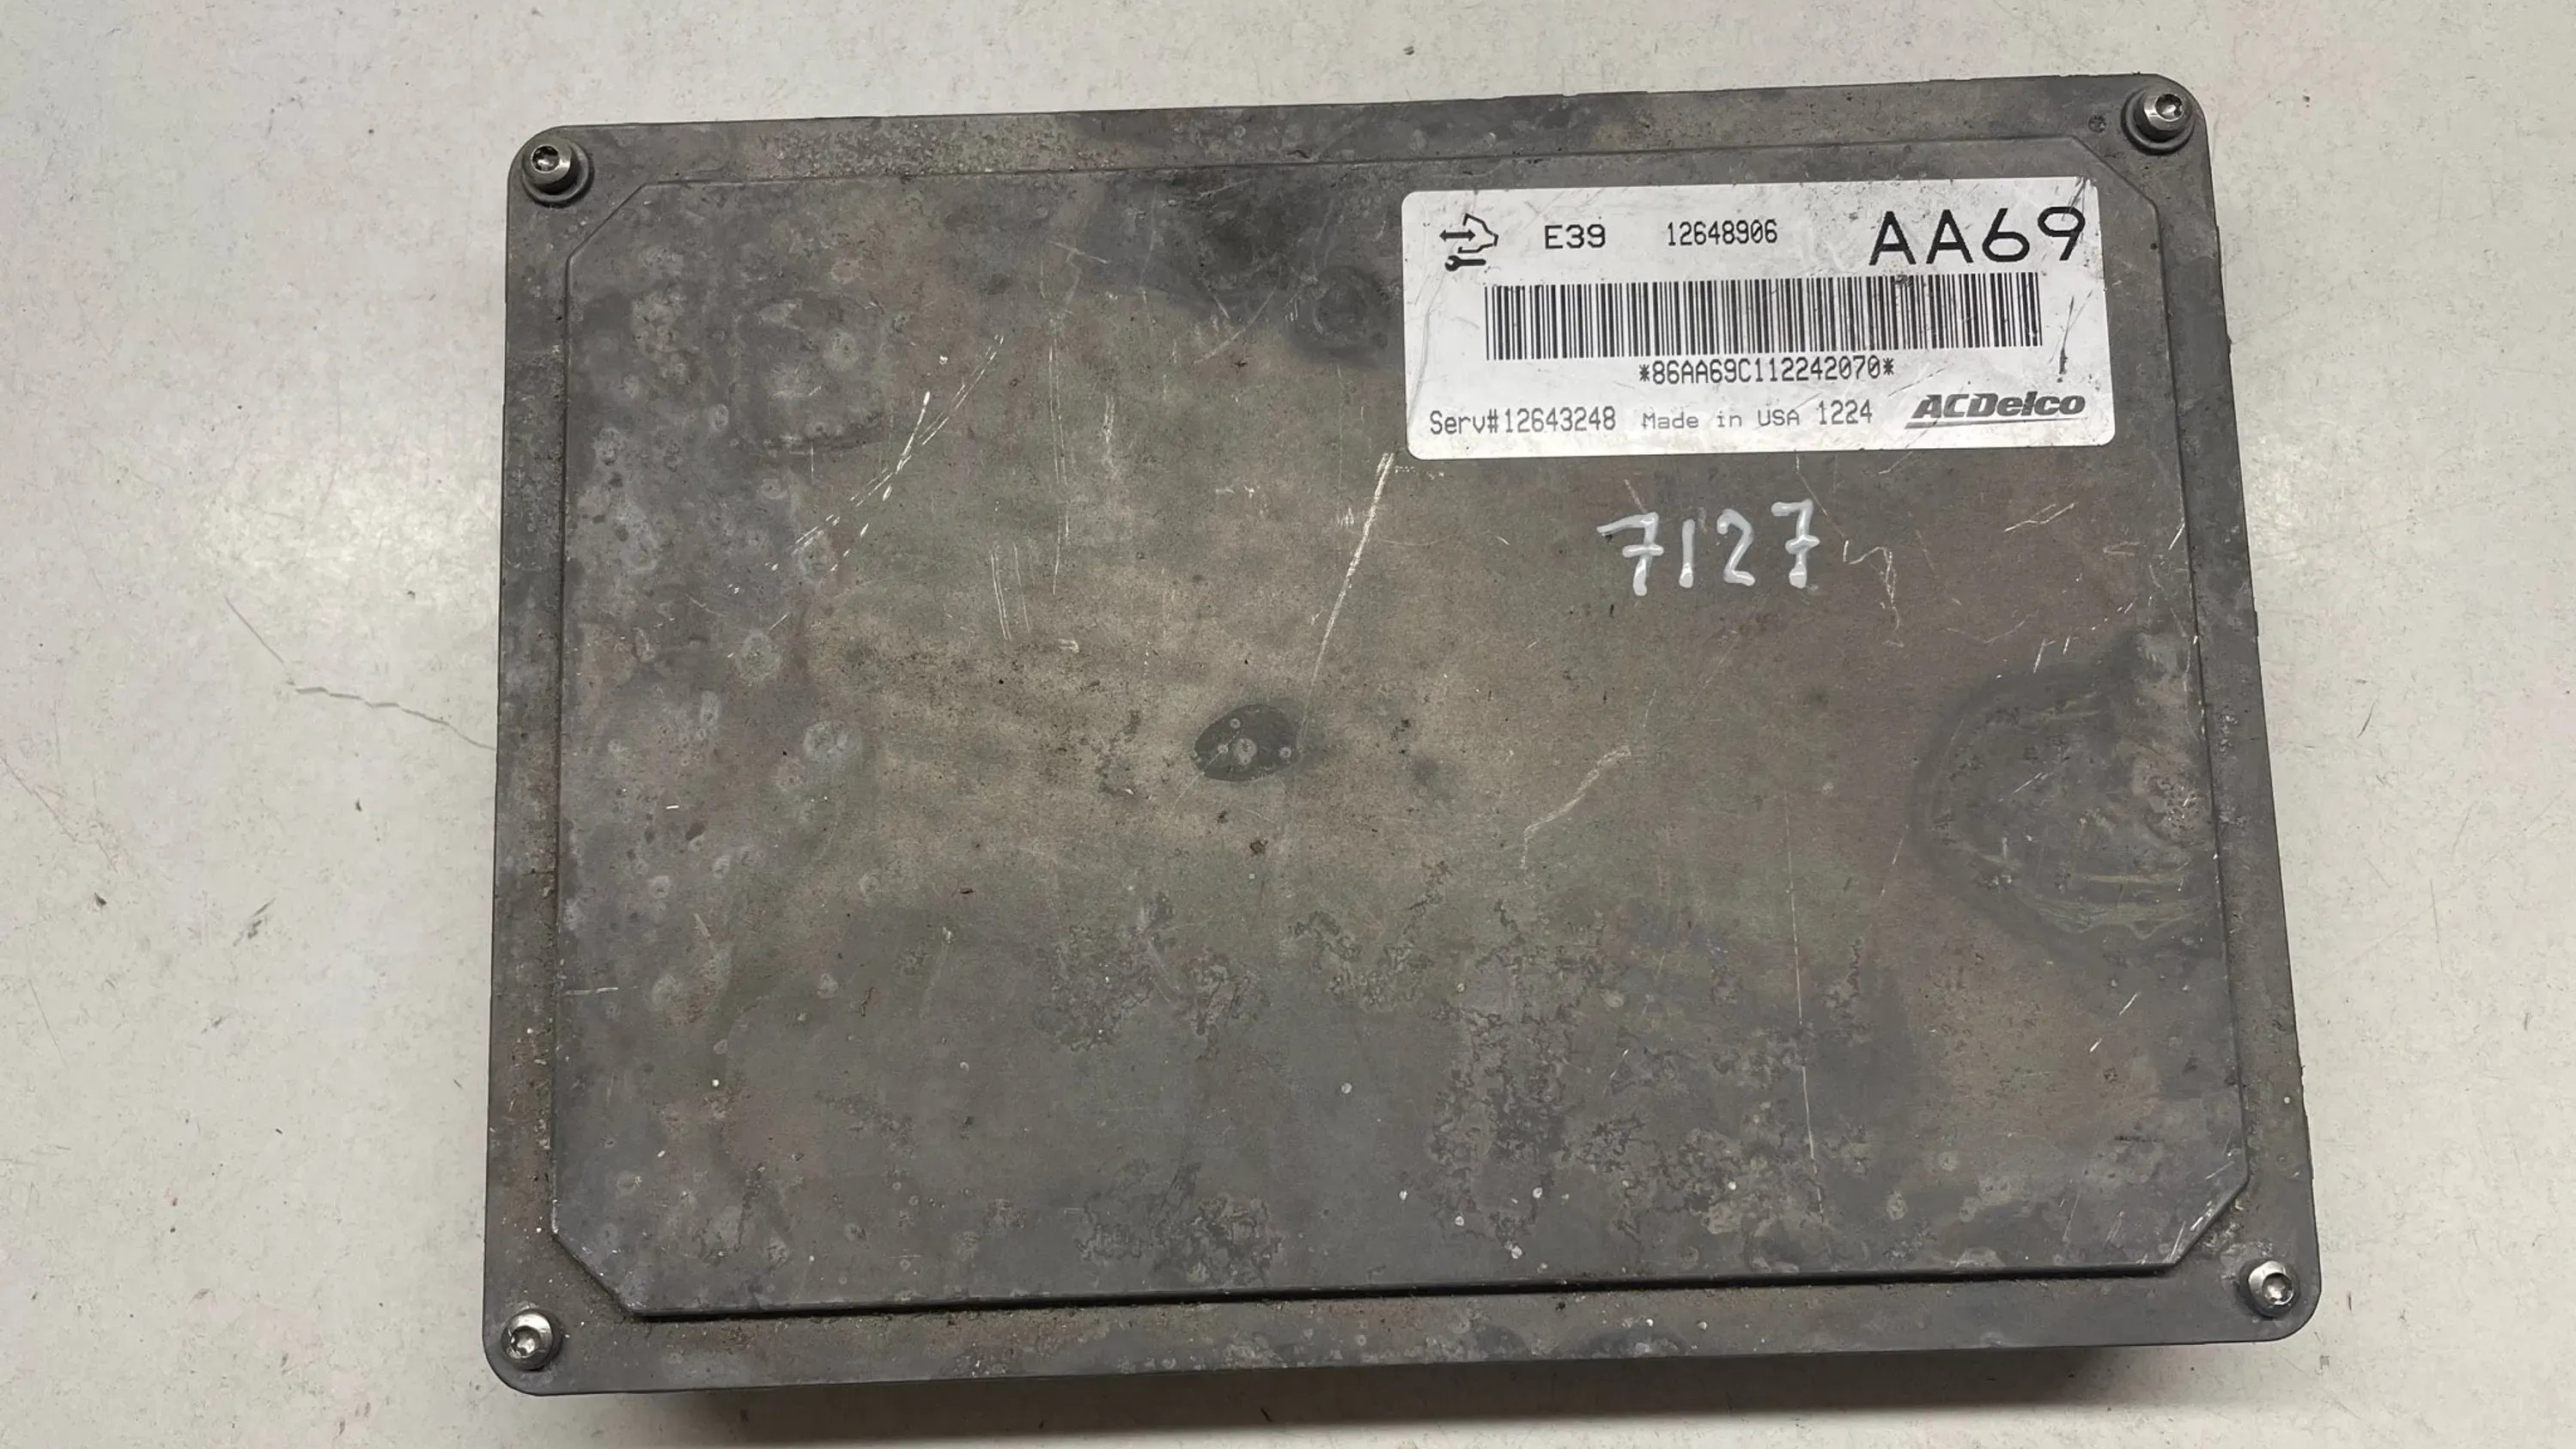 E39 12648906 AA69
*86AA69C112242070*
Serv#12643248 Made in USA 1224 ACDelco
7127